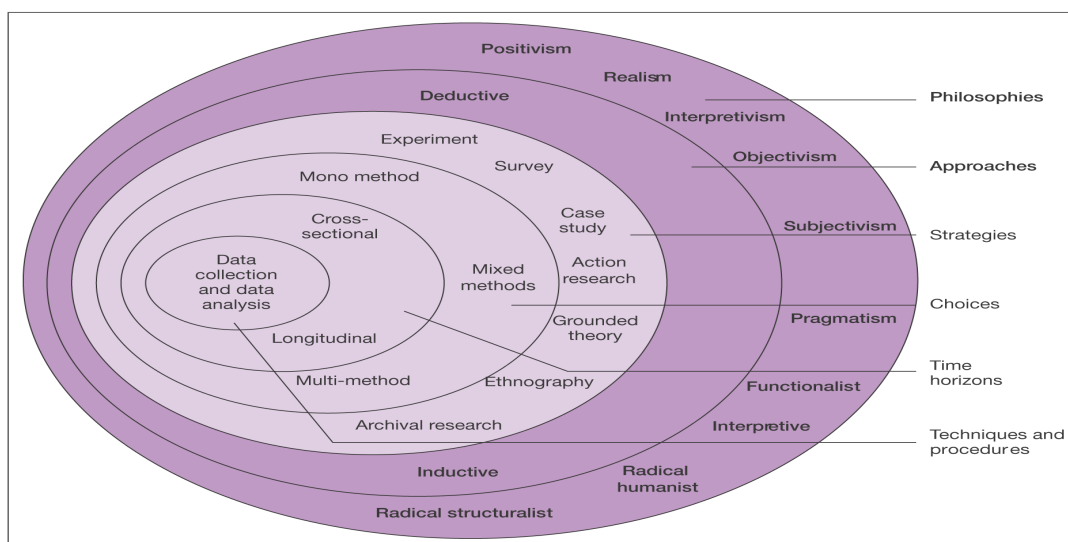 Positivism
Realism
Philosophies
Deductive
Interpretivism
Experiment
Objectivism
Survey
Approaches
Mono method
Case
study
Cross-
sectional
Subjectivism
Strategies
Data
collection
and data
analysis
Mixed
methods
Action
research
Choices
Pragmatism
Grounded
theory
Longitudinal
Time
horizons
Multi-method
Ethnography
Functionalist
Archival research
Interpretive
Techniques and
procedures
Inductive
Radical
humanist
Radical structuralist